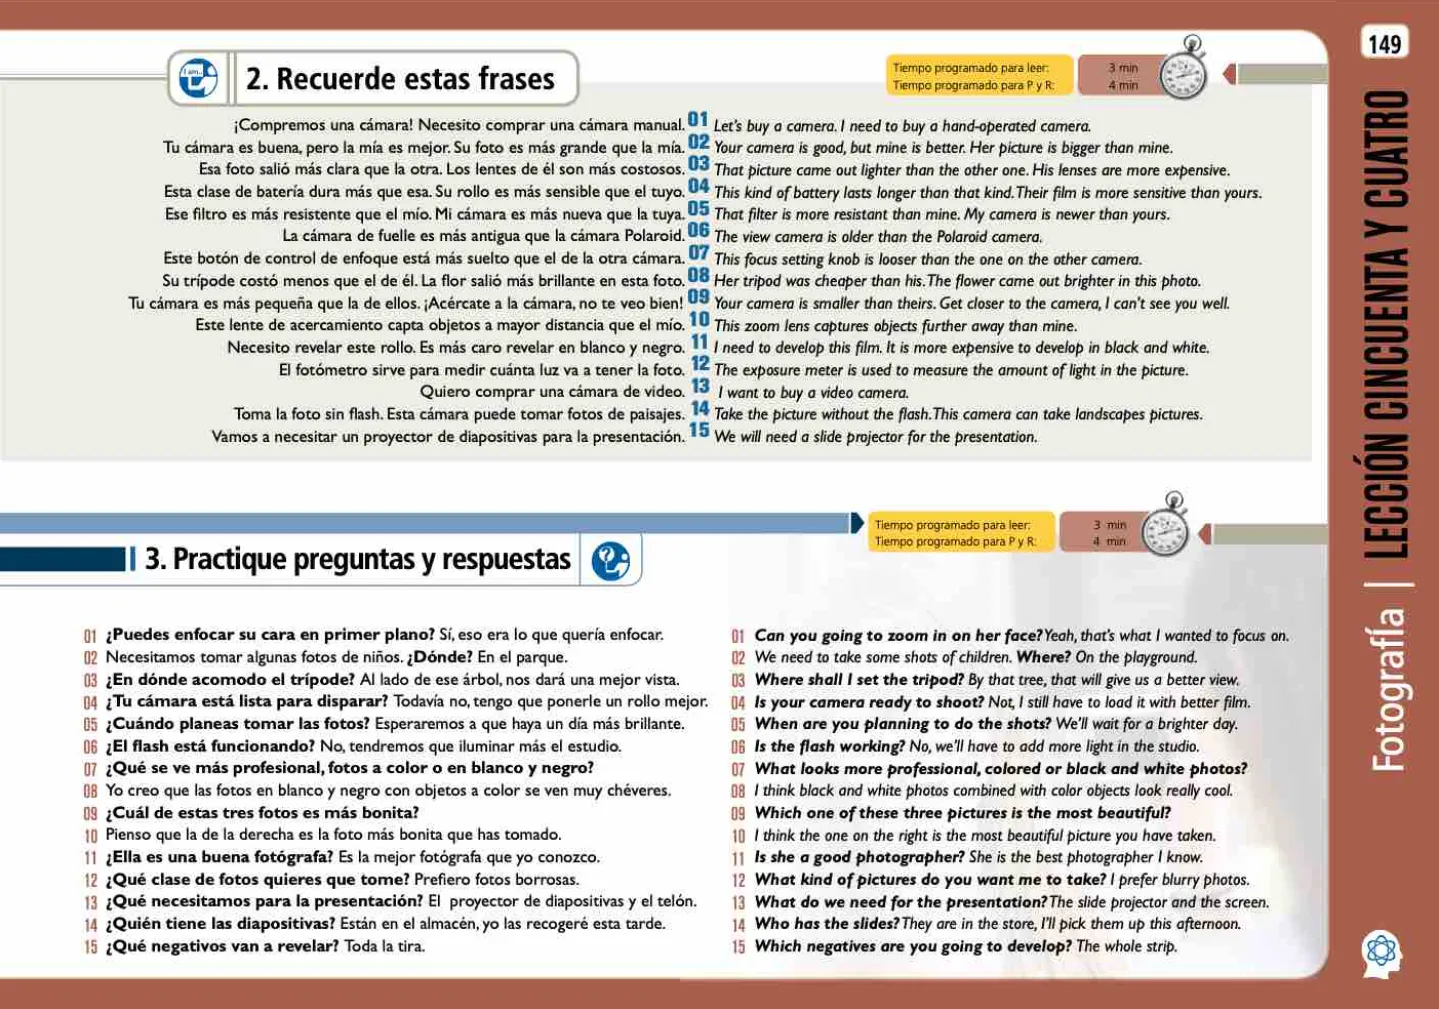 149
LECCIÓN CINCUENTA Y CUATRO
Fotografía
I am...
2. Recuerde estas frases
Tiempo programado para leer: 3 min
Tiempo programado para P y R: 4 min
¡Compremos una cámara! Necesito comprar una cámara manual. 01 Let's buy a camera. I need to buy a hand-operated camera.
Tu cámara es buena, pero la mía es mejor. Su foto es más grande que la mía. 02 Your camera is good, but mine is better. Her picture is bigger than mine.
Esa foto salió más clara que la otra. Los lentes de él son más costosos. 03 That picture came out lighter than the other one. His lenses are more expensive.
Esta clase de batería dura más que esa. Su rollo es más sensible que el tuyo. 04 This kind of battery lasts longer than that kind. Their film is more sensitive than yours.
Ese filtro es más resistente que el mío. Mi cámara es más nueva que la tuya. 05 That filter is more resistant than mine. My camera is newer than yours.
La cámara de fuelle es más antigua que la cámara Polaroid. 06 The view camera is older than the Polaroid camera.
Este botón de control de enfoque está más suelto que el de la otra cámara. 07 This focus setting knob is looser than the one on the other camera.
Su trípode costó menos que el de él. La flor salió más brillante en esta foto. 08 Her tripod was cheaper than his. The flower came out brighter in this photo.
Tu cámara es más pequeña que la de ellos. ¡Acércate a la cámara, no te veo bien! 09 Your camera is smaller than theirs. Get closer to the camera, I can't see you well.
Este lente de acercamiento capta objetos a mayor distancia que el mío. 10 This zoom lens captures objects further away than mine.
Necesito revelar este rollo. Es más caro revelar en blanco y negro. 11 I need to develop this film. It is more expensive to develop in black and white.
El fotómetro sirve para medir cuánta luz va a tener la foto. 12 The exposure meter is used to measure the amount of light in the picture.
Quiero comprar una cámara de video. 13 I want to buy a video camera.
Toma la foto sin flash. Esta cámara puede tomar fotos de paisajes. 14 Take the picture without the flash. This camera can take landscapes pictures.
Vamos a necesitar un proyector de diapositivas para la presentación. 15 We will need a slide projector for the presentation.
3. Practique preguntas y respuestas
Tiempo programado para leer: 3 min
Tiempo programado para P y R: 4 min
01 ¿Puedes enfocar su cara en primer plano? Sí, eso era lo que quería enfocar.
02 Necesitamos tomar algunas fotos de niños. ¿Dónde? En el parque.
03 ¿En dónde acomodo el trípode? Al lado de ese árbol, nos dará una mejor vista.
04 ¿Tu cámara está lista para disparar? Todavía no, tengo que ponerle un rollo mejor.
05 ¿Cuándo planeas tomar las fotos? Esperaremos a que haya un día más brillante.
06 ¿El flash está funcionando? No, tendremos que iluminar más el estudio.
07 ¿Qué se ve más profesional, fotos a color o en blanco y negro?
08 Yo creo que las fotos en blanco y negro con objetos a color se ven muy chéveres.
09 ¿Cuál de estas tres fotos es más bonita?
10 Pienso que la de la derecha es la foto más bonita que has tomado.
11 ¿Ella es una buena fotógrafa? Es la mejor fotógrafa que yo conozco.
12 ¿Qué clase de fotos quieres que tome? Prefiero fotos borrosas.
13 ¿Qué necesitamos para la presentación? El proyector de diapositivas y el telón.
14 ¿Quién tiene las diapositivas? Están en el almacén, yo las recogeré esta tarde.
15 ¿Qué negativos van a revelar? Toda la tira.
01 Can you going to zoom in on her face? Yeah, that's what I wanted to focus on.
02 We need to take some shots of children. Where? On the playground.
03 Where shall I set the tripod? By that tree, that will give us a better view.
04 Is your camera ready to shoot? Not, I still have to load it with better film.
05 When are you planning to do the shots? We'll wait for a brighter day.
06 Is the flash working? No, we'll have to add more light in the studio.
07 What looks more professional, colored or black and white photos?
08 I think black and white photos combined with color objects look really cool.
09 Which one of these three pictures is the most beautiful?
10 I think the one on the right is the most beautiful picture you have taken.
11 Is she a good photographer? She is the best photographer I know.
12 What kind of pictures do you want me to take? I prefer blurry photos.
13 What do we need for the presentation? The slide projector and the screen.
14 Who has the slides? They are in the store, I'll pick them up this afternoon.
15 Which negatives are you going to develop? The whole strip.